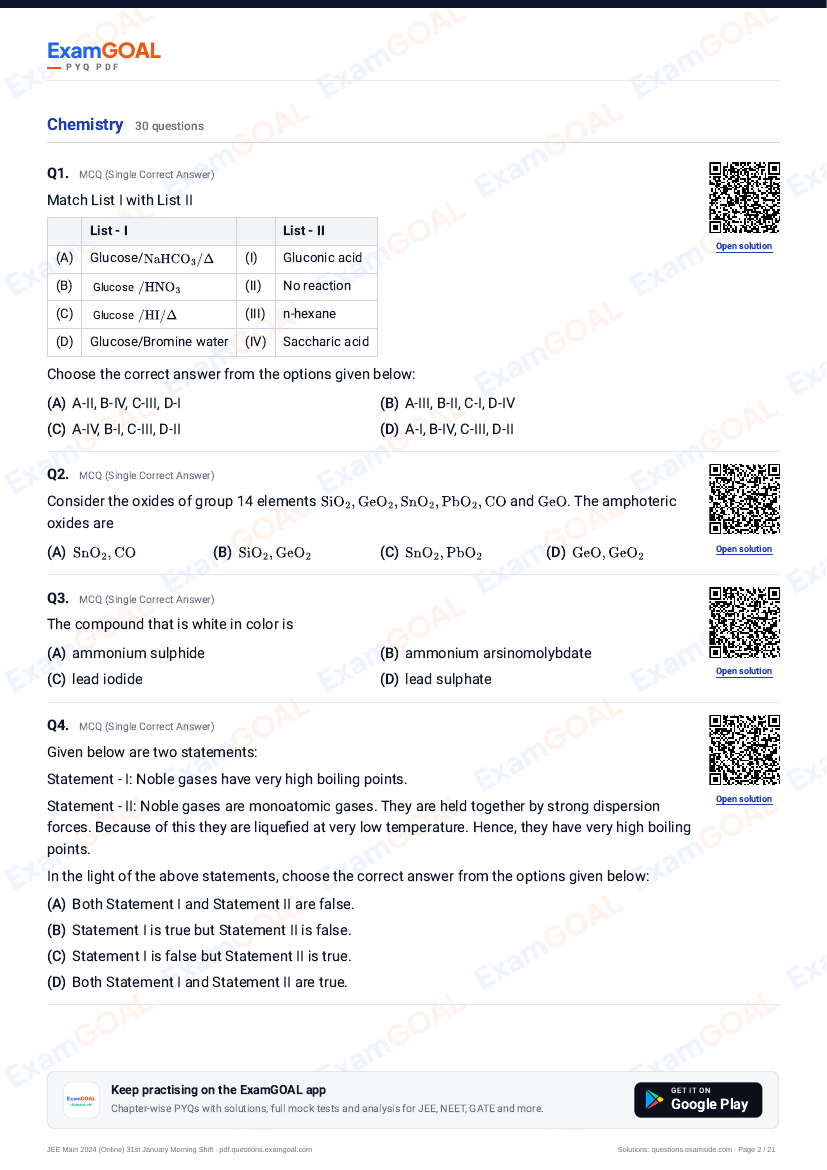 ExamGOAL
PYQ PDF
Chemistry 30 questions
Q1. MCQ (Single Correct Answer)
Match List I with List II
List - I List - II
(A) Glucose/NaHCO₃/Δ (I) Gluconic acid
(B) Glucose /HNO₃ (II) No reaction
(C) Glucose /HI/Δ (III) n-hexane
(D) Glucose/Bromine water (IV) Saccharic acid
Open solution
Choose the correct answer from the options given below:
(A) A-II, B-IV, C-III, D-I (B) A-III, B-II, C-I, D-IV
(C) A-IV, B-I, C-III, D-II (D) A-I, B-IV, C-III, D-II
Q2. MCQ (Single Correct Answer)
Consider the oxides of group 14 elements SiO₂, GeO₂, SnO₂, PbO₂, CO and GeO. The amphoteric
oxides are
(A) SnO₂, CO (B) SiO₂, GeO₂ (C) SnO₂, PbO₂ (D) GeO, GeO₂
Open solution
Q3. MCQ (Single Correct Answer)
The compound that is white in color is
(A) ammonium sulphide (B) ammonium arsinomolybdate
(C) lead iodide (D) lead sulphate
Open solution
Q4. MCQ (Single Correct Answer)
Given below are two statements:
Statement - I: Noble gases have very high boiling points.
Statement - II: Noble gases are monoatomic gases. They are held together by strong dispersion
forces. Because of this they are liquefied at very low temperature. Hence, they have very high boiling
points.
Open solution
In the light of the above statements, choose the correct answer from the options given below:
(A) Both Statement I and Statement II are false.
(B) Statement I is true but Statement II is false.
(C) Statement I is false but Statement II is true.
(D) Both Statement I and Statement II are true.
ExamGOAL
Keep practising on the ExamGOAL app
Chapter-wise PYQs with solutions, full mock tests and analysis for JEE, NEET, GATE and more.
GET IT ON
Google Play
JEE Main 2024 (Online) 31st January Morning Shift · pdf.questions.examgoal.com
Solutions: questions.examside.com · Page 2 / 21